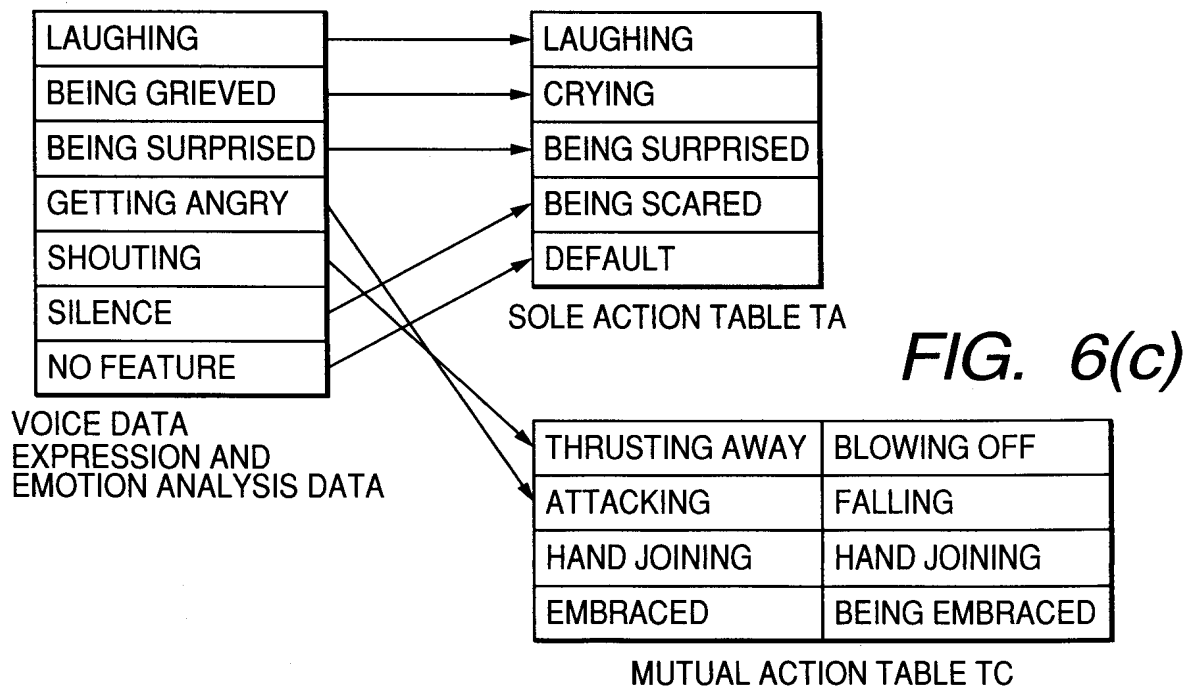 LAUGHING
BEING GRIEVED
BEING SURPRISED
GETTING ANGRY
SHOUTING
SILENCE
NO FEATURE
VOICE DATA
EXPRESSION AND
EMOTION ANALYSIS DATA
LAUGHING
CRYING
BEING SURPRISED
BEING SCARED
DEFAULT
SOLE ACTION TABLE TA
FIG. 6(c)
THRUSTING AWAY BLOWING OFF
ATTACKING FALLING
HAND JOINING HAND JOINING
EMBRACED BEING EMBRACED
MUTUAL ACTION TABLE TC